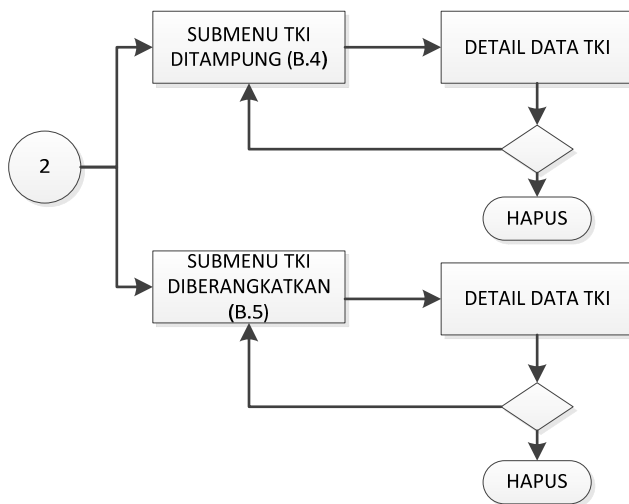 SUBMENU TKI
DITAMPUNG (B.4)
DETAIL DATA TKI
2
HAPUS
SUBMENU TKI
DIBERANGKATKAN
(B.5)
DETAIL DATA TKI
HAPUS